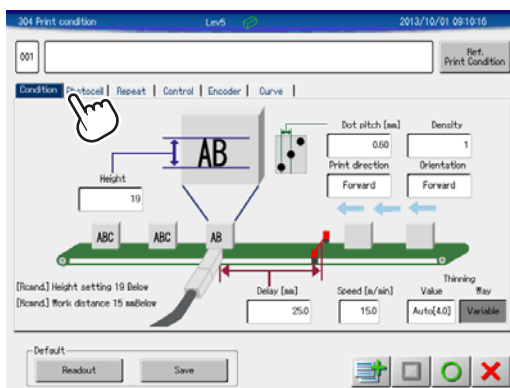 304 Print condition Lev5 2013/10/01 09:10:16
001
Ref.
Print Condition
Condition Photocell Repeat Control Encoder Curve
Dot pitch [mm] Density
0.60 1
Print direction Orientation
Forward Forward
AB
Height
19
ABC ABC AB
[Rcmnd.] Height setting 19 Below
[Rcmnd.] Work distance 15 mmBelow
Thinning
Delay [mm] Speed [m/min] Value Way
25.0 15.0 Auto[4.0] Variable
Default
Readout Save